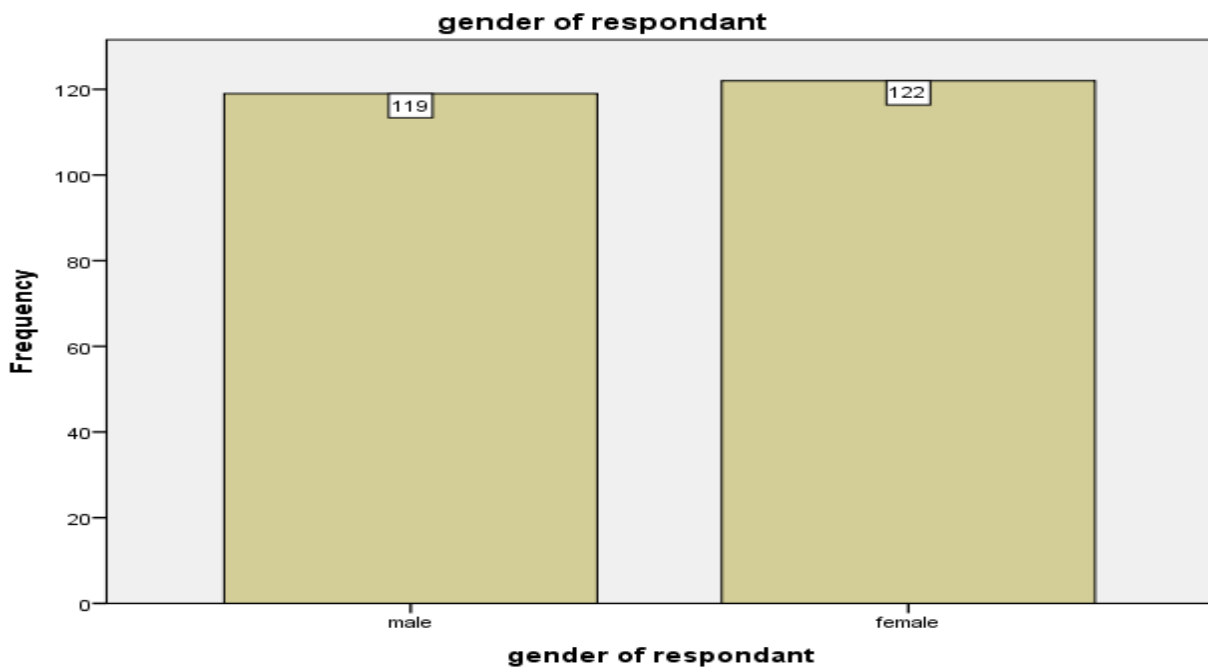 gender of respondant
119
122
120
100
80
60
40
20
0
Frequency
male
female
gender of respondant